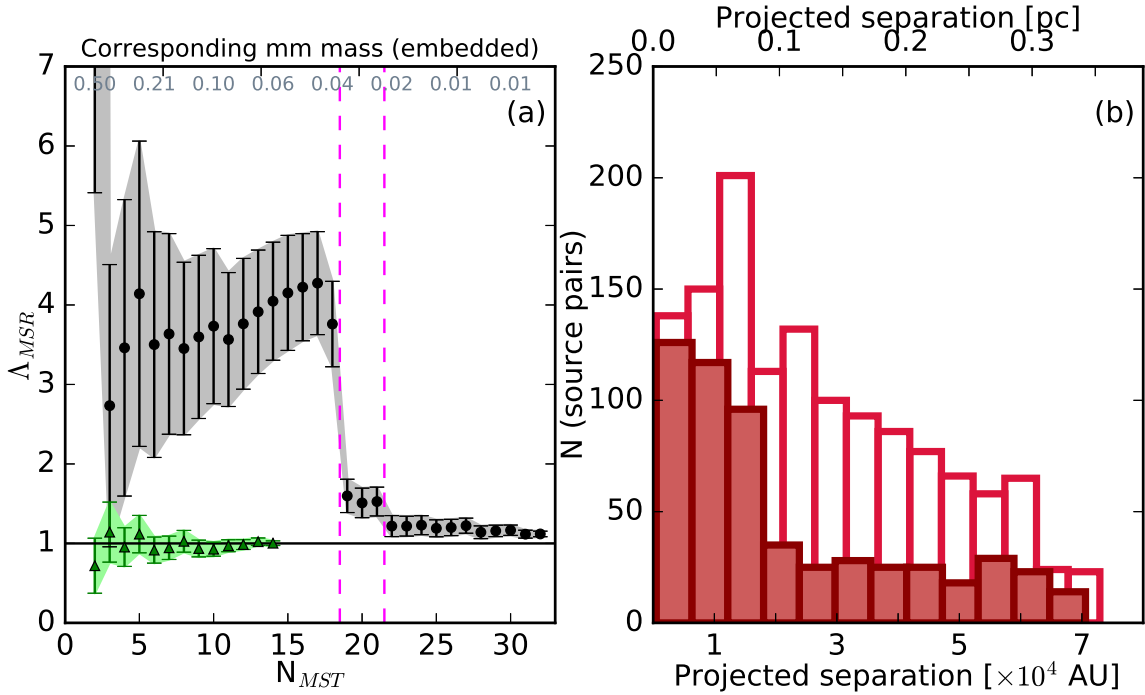 Corresponding mm mass (embedded)
0.50 0.21 0.10 0.06 0.04 0.02 0.01 0.01
(a)
7
6
5
4
3
2
1
0
Λ_MSR
0 5 10 15 20 25 30
N_MST
Projected separation [pc]
0.0 0.1 0.2 0.3
(b)
250
200
150
100
50
0
N (source pairs)
1 3 5 7
Projected separation [×10⁴ AU]